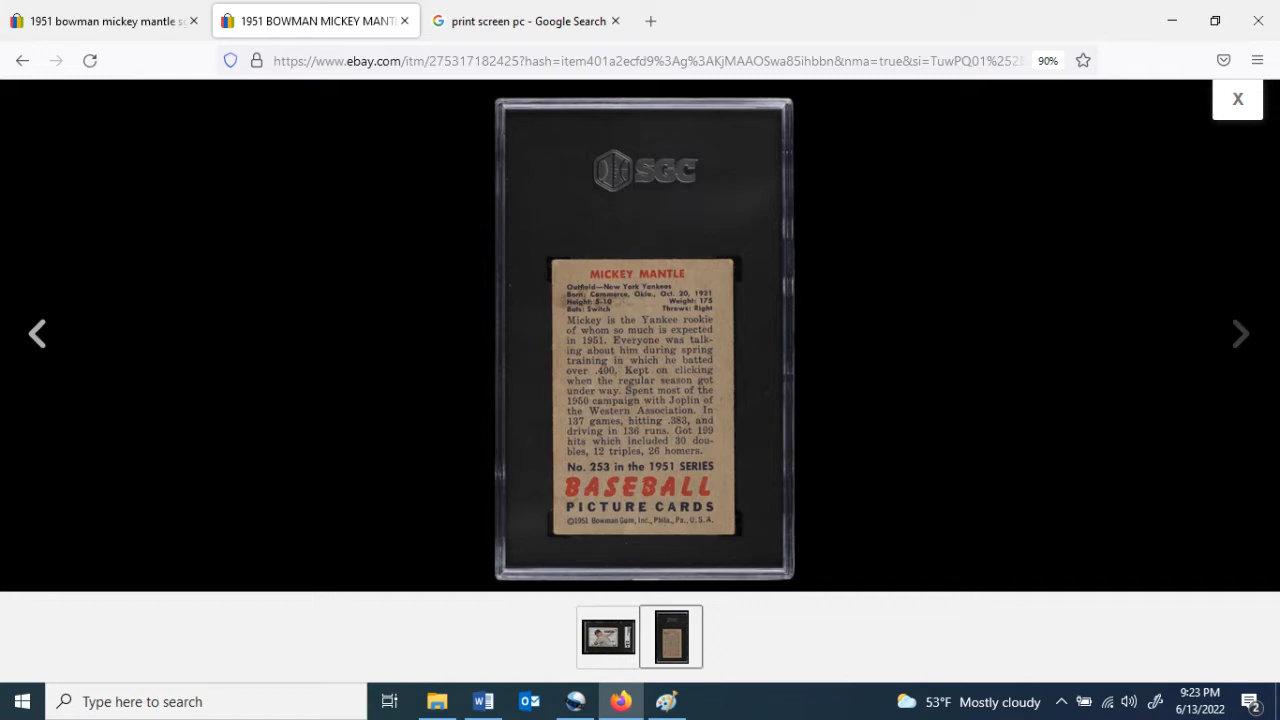 1951 bowman mickey mantle sg
1951 BOWMAN MICKEY MANTL
print screen pc - Google Search
https://www.ebay.com/itm/275317182425?hash=item401a2ecfd9%3Ag%3AKjMAAOSwa85ihbbn&nma=true&si=TuwPQ01%252
90%
X
SGC
MICKEY MANTLE
Outfield—New York Yankees
Born: Commerce, Okla., Oct. 20, 1931
Height: 5-10 Weight: 175
Bats: Switch Throws: Right
Mickey is the Yankee rookie
of whom so much is expected
in 1951. Everyone was talk-
ing about him during spring
training in which he batted
over .400. Kept on clicking
when the regular season got
under way. Spent most of the
1950 campaign with Joplin of
the Western Association. In
137 games, hitting .383, and
driving in 136 runs. Got 199
hits which included 30 dou-
bles, 12 triples, 26 homers.
No. 253 in the 1951 SERIES
BASEBALL
PICTURE CARDS
©1951 Bowman Gum, Inc., Phila., Pa., U.S.A.
Type here to search
53°F Mostly cloudy
9:23 PM
6/13/2022
2